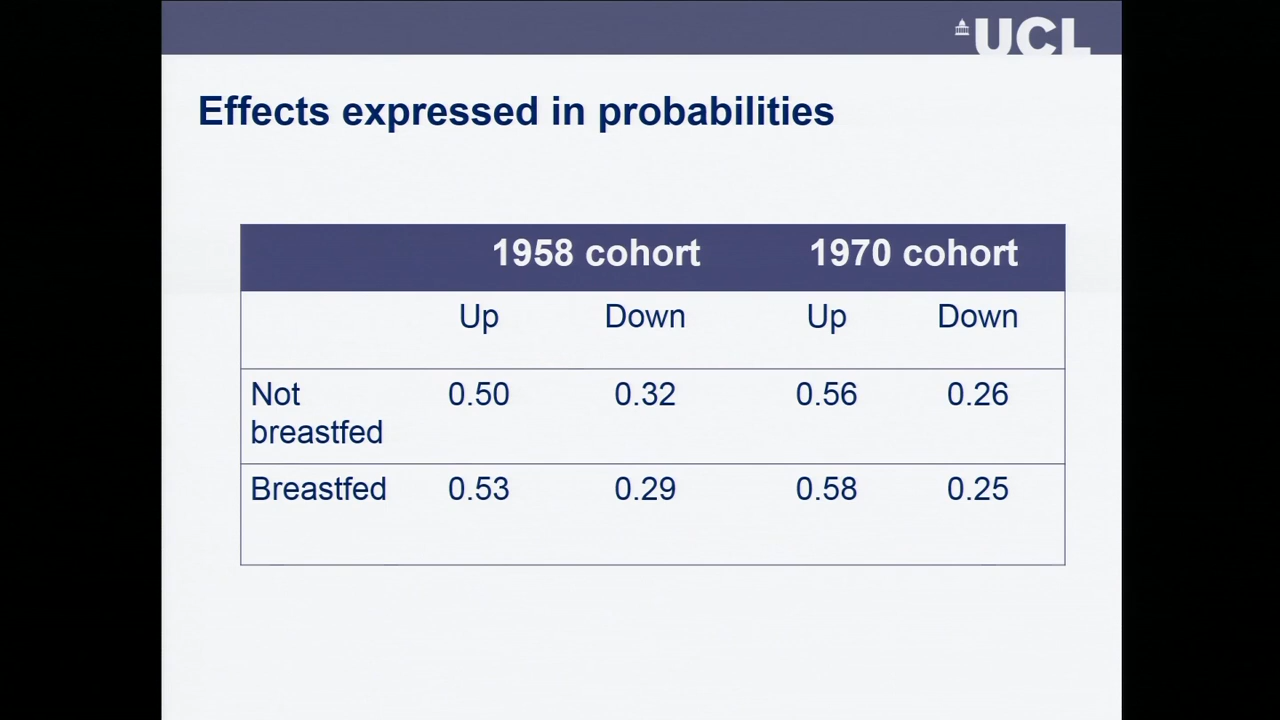 UCL
Effects expressed in probabilities
1958 cohort 1970 cohort
Up Down Up Down
Not breastfed 0.50 0.32 0.56 0.26
Breastfed 0.53 0.29 0.58 0.25